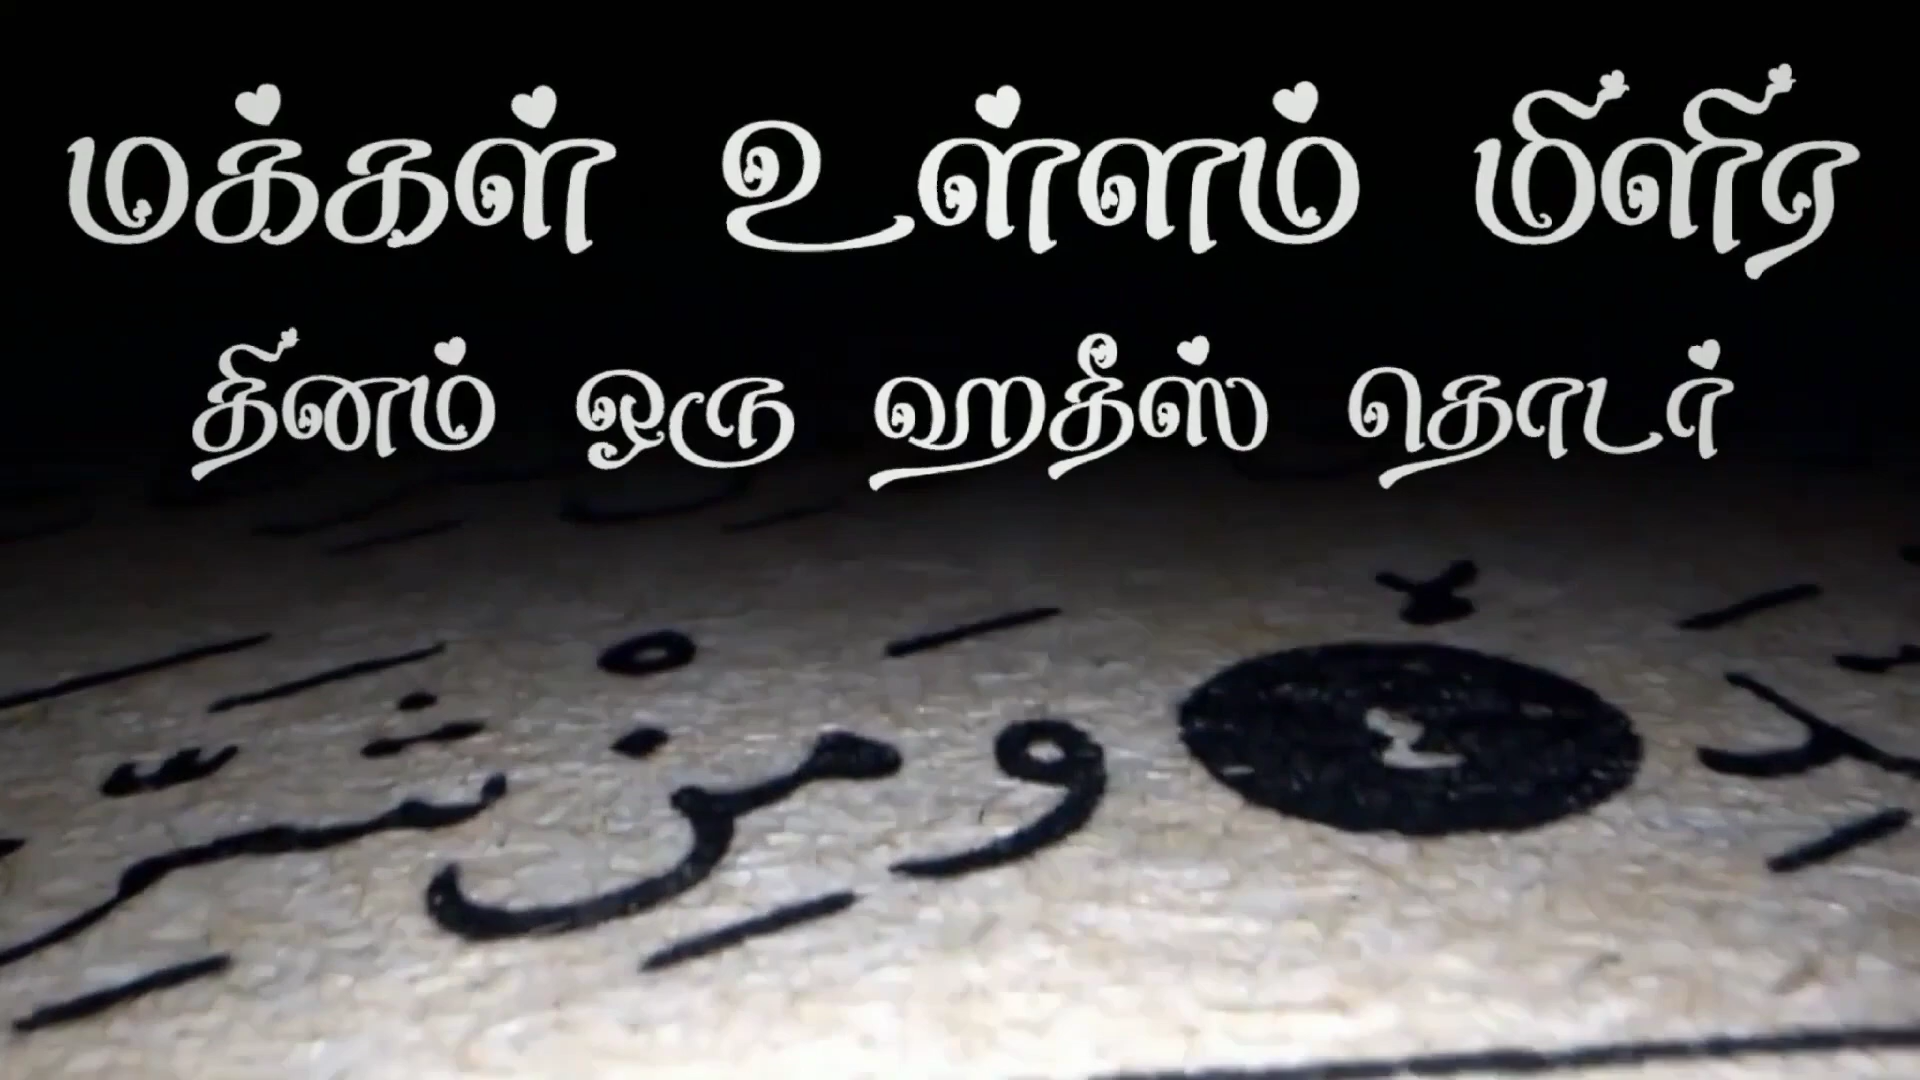 மக்கள் உள்ளம் மிளிர
தினம் ஒரு ஹதீஸ் தொடர்
وَمِنْ شَرِّ